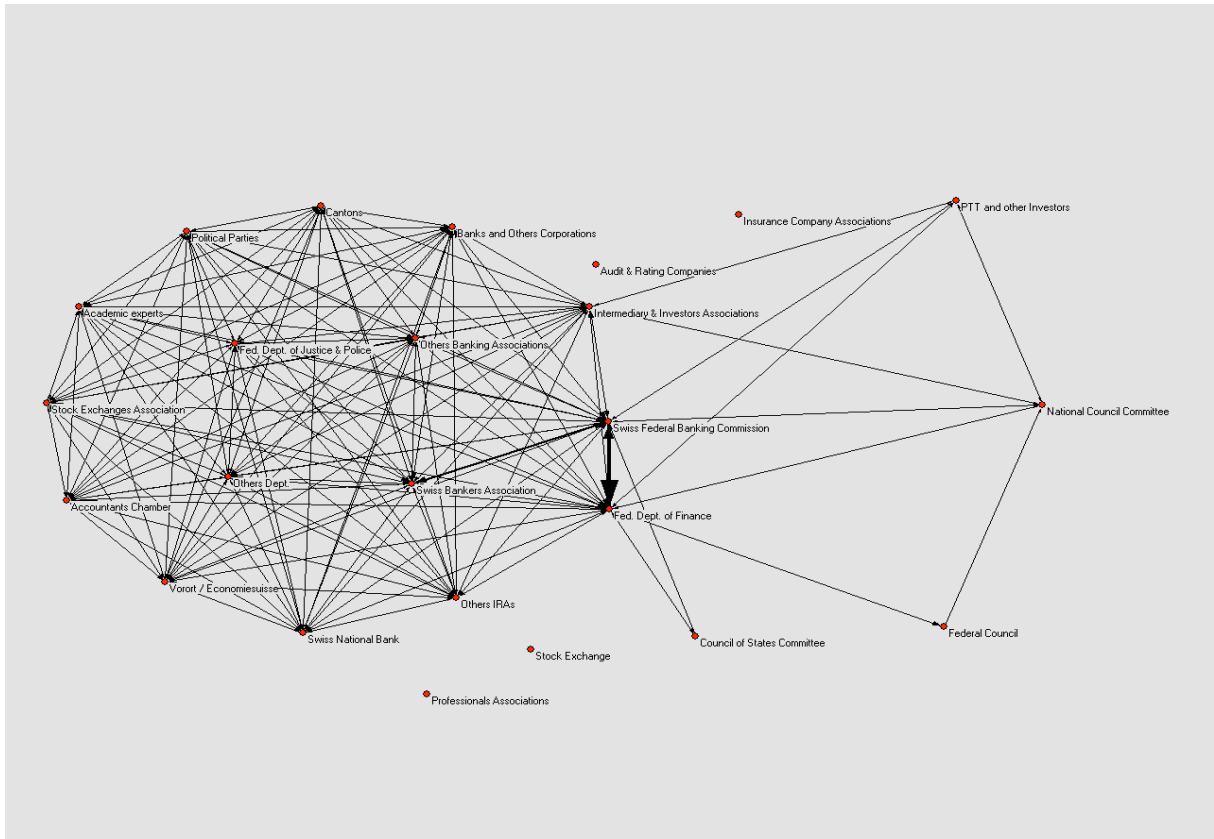 PTT and other Investors
Cantons
Insurance Company Associations
Banks and Others Corporations
Political Parties
Audit & Rating Companies
Academic experts
Intermediary & Investors Associations
Others Banking Associations
Fed. Dept. of Justice & Police
Stock Exchanges Association
National Council Committee
Swiss Federal Banking Commission
Others Dept.
Swiss Bankers Association
Accountants Chamber
Fed. Dept. of Finance
Vorort / Economiesuisse
Others IRAs
Federal Council
Swiss National Bank
Council of States Committee
Stock Exchange
Professionals Associations